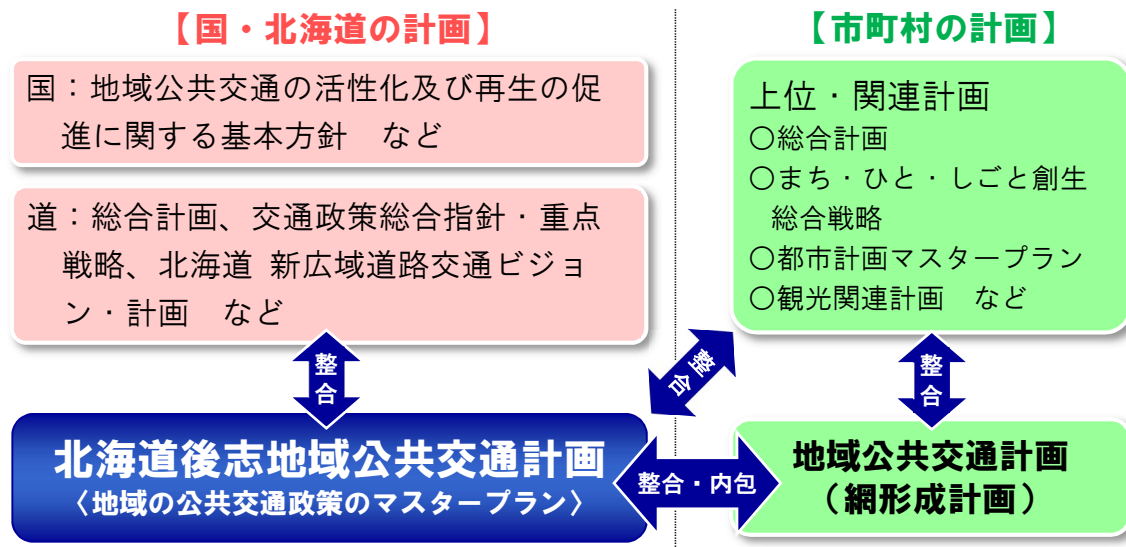 【国・北海道の計画】
国：地域公共交通の活性化及び再生の促
進に関する基本方針　など
道：総合計画、交通政策総合指針・重点
戦略、北海道 新広域道路交通ビジョ
ン・計画　など
整合
北海道後志地域公共交通計画
〈地域の公共交通政策のマスタープラン〉
整合
整合・内包
【市町村の計画】
上位・関連計画
○総合計画
○まち・ひと・しごと創生
総合戦略
○都市計画マスタープラン
○観光関連計画　など
整合
地域公共交通計画
（網形成計画）